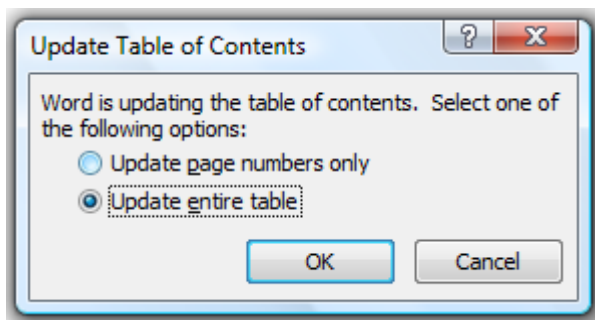 Update Table of Contents
Word is updating the table of contents. Select one of
the following options:
Update page numbers only
Update entire table
OK
Cancel